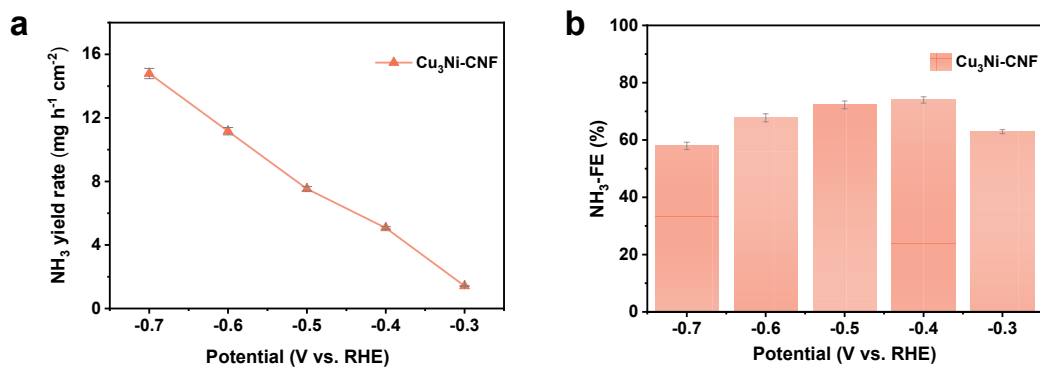 a
NH₃ yield rate (mg h⁻¹ cm⁻²)
16
12
8
4
0
Cu₃Ni-CNF
-0.7 -0.6 -0.5 -0.4 -0.3
Potential (V vs. RHE)
b
NH₃-FE (%)
100
80
60
40
20
0
Cu₃Ni-CNF
-0.7 -0.6 -0.5 -0.4 -0.3
Potential (V vs. RHE)